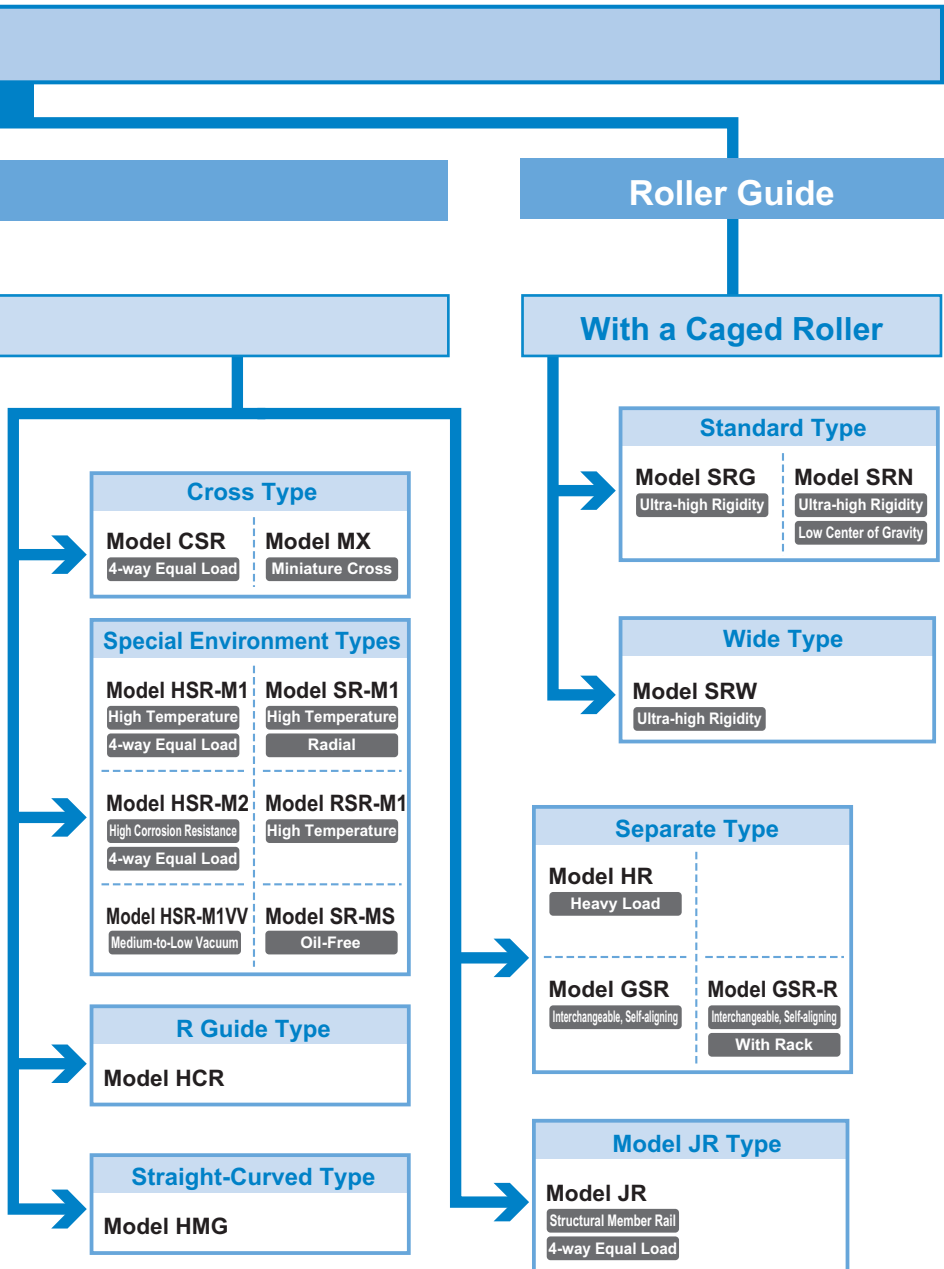 Roller Guide
With a Caged Roller
Standard Type
Model SRG
Ultra-high Rigidity
Model SRN
Ultra-high Rigidity
Low Center of Gravity
Wide Type
Model SRW
Ultra-high Rigidity
Cross Type
Model CSR
4-way Equal Load
Model MX
Miniature Cross
Special Environment Types
Model HSR-M1
High Temperature
4-way Equal Load
Model SR-M1
High Temperature
Radial
Model HSR-M2
High Corrosion Resistance
4-way Equal Load
Model RSR-M1
High Temperature
Model HSR-M1VV
Medium-to-Low Vacuum
Model SR-MS
Oil-Free
R Guide Type
Model HCR
Straight-Curved Type
Model HMG
Separate Type
Model HR
Heavy Load
Model GSR
Interchangeable, Self-aligning
Model GSR-R
Interchangeable, Self-aligning
With Rack
Model JR Type
Model JR
Structural Member Rail
4-way Equal Load